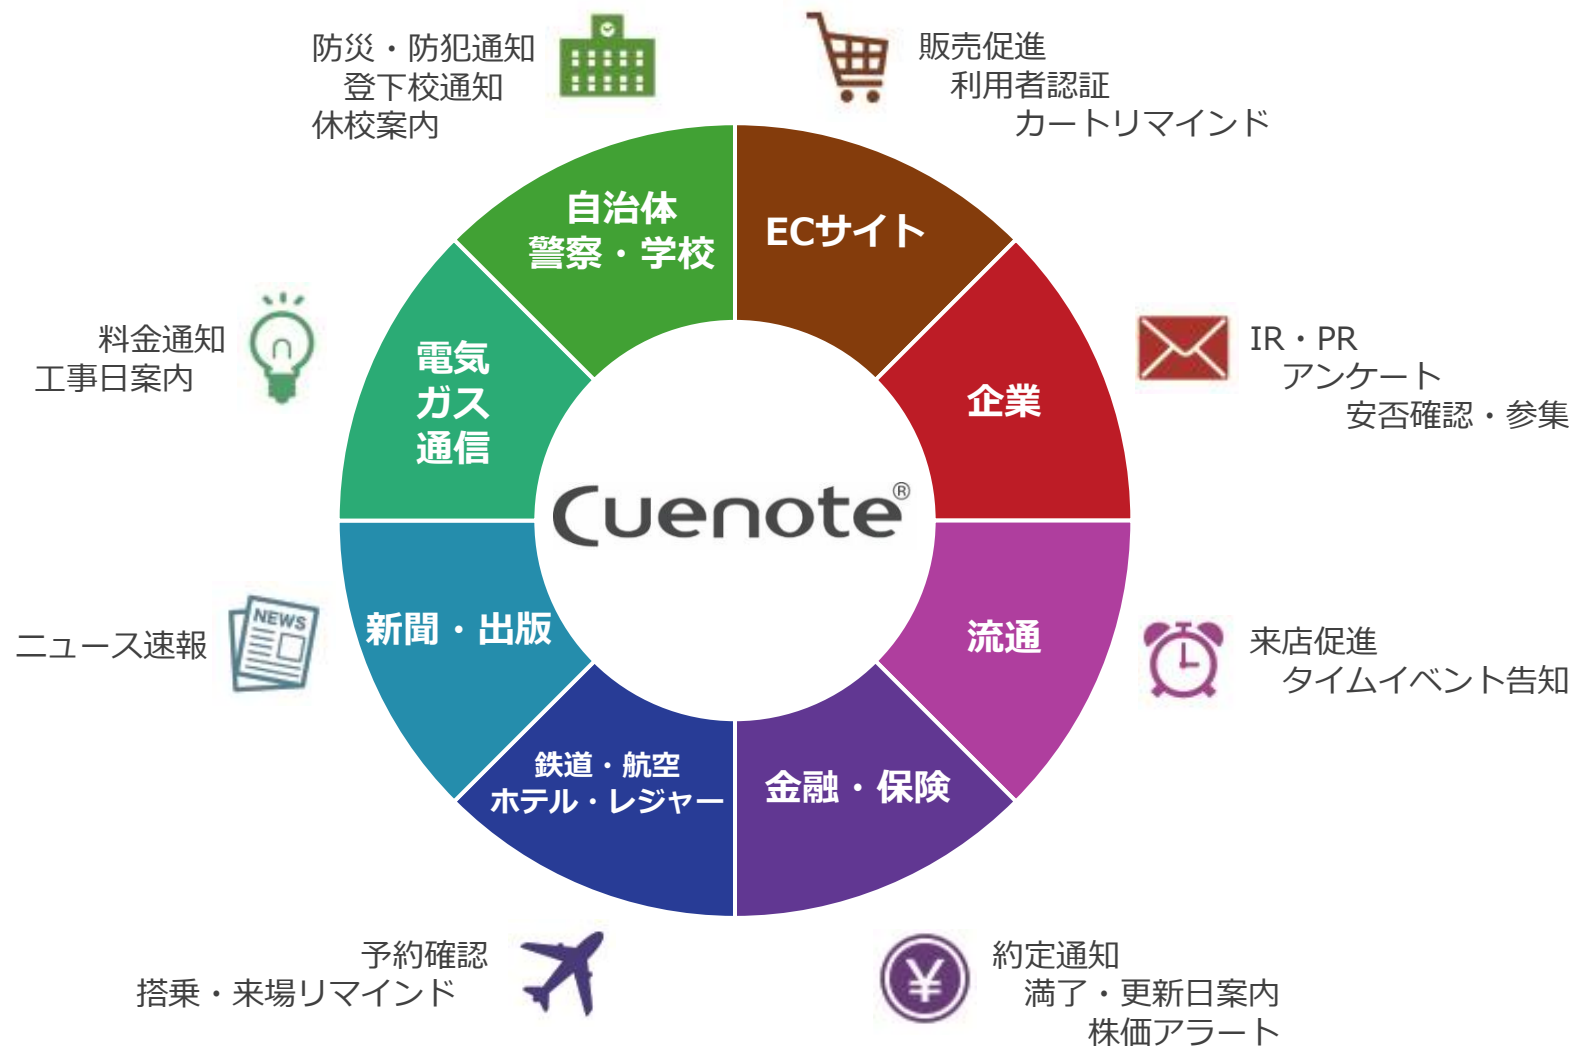 防災・防犯通知
登下校通知
休校案内
販売促進
利用者認証
カートリマインド
自治体
警察・学校
ECサイト
料金通知
工事日案内
電気
ガス
通信
企業
IR・PR
アンケート
安否確認・参集
Cuenote®
ニュース速報
NEWS
新聞・出版
流通
来店促進
タイムイベント告知
鉄道・航空
ホテル・レジャー
金融・保険
予約確認
搭乗・来場リマインド
¥
約定通知
満了・更新日案内
株価アラート